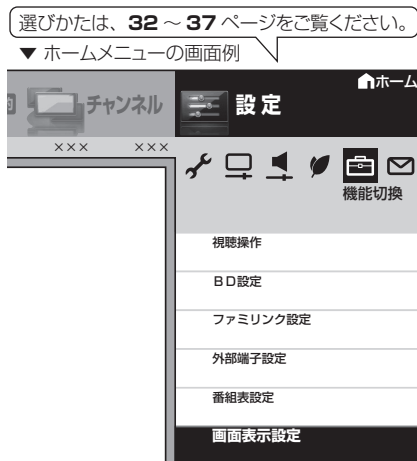 選びかたは、32～37ページをご覧ください。
▼ ホームメニューの画面例
ホーム
チャンネル
設定
××× ×××
機能切換
視聴操作
BD設定
ファミリンク設定
外部端子設定
番組表設定
画面表示設定